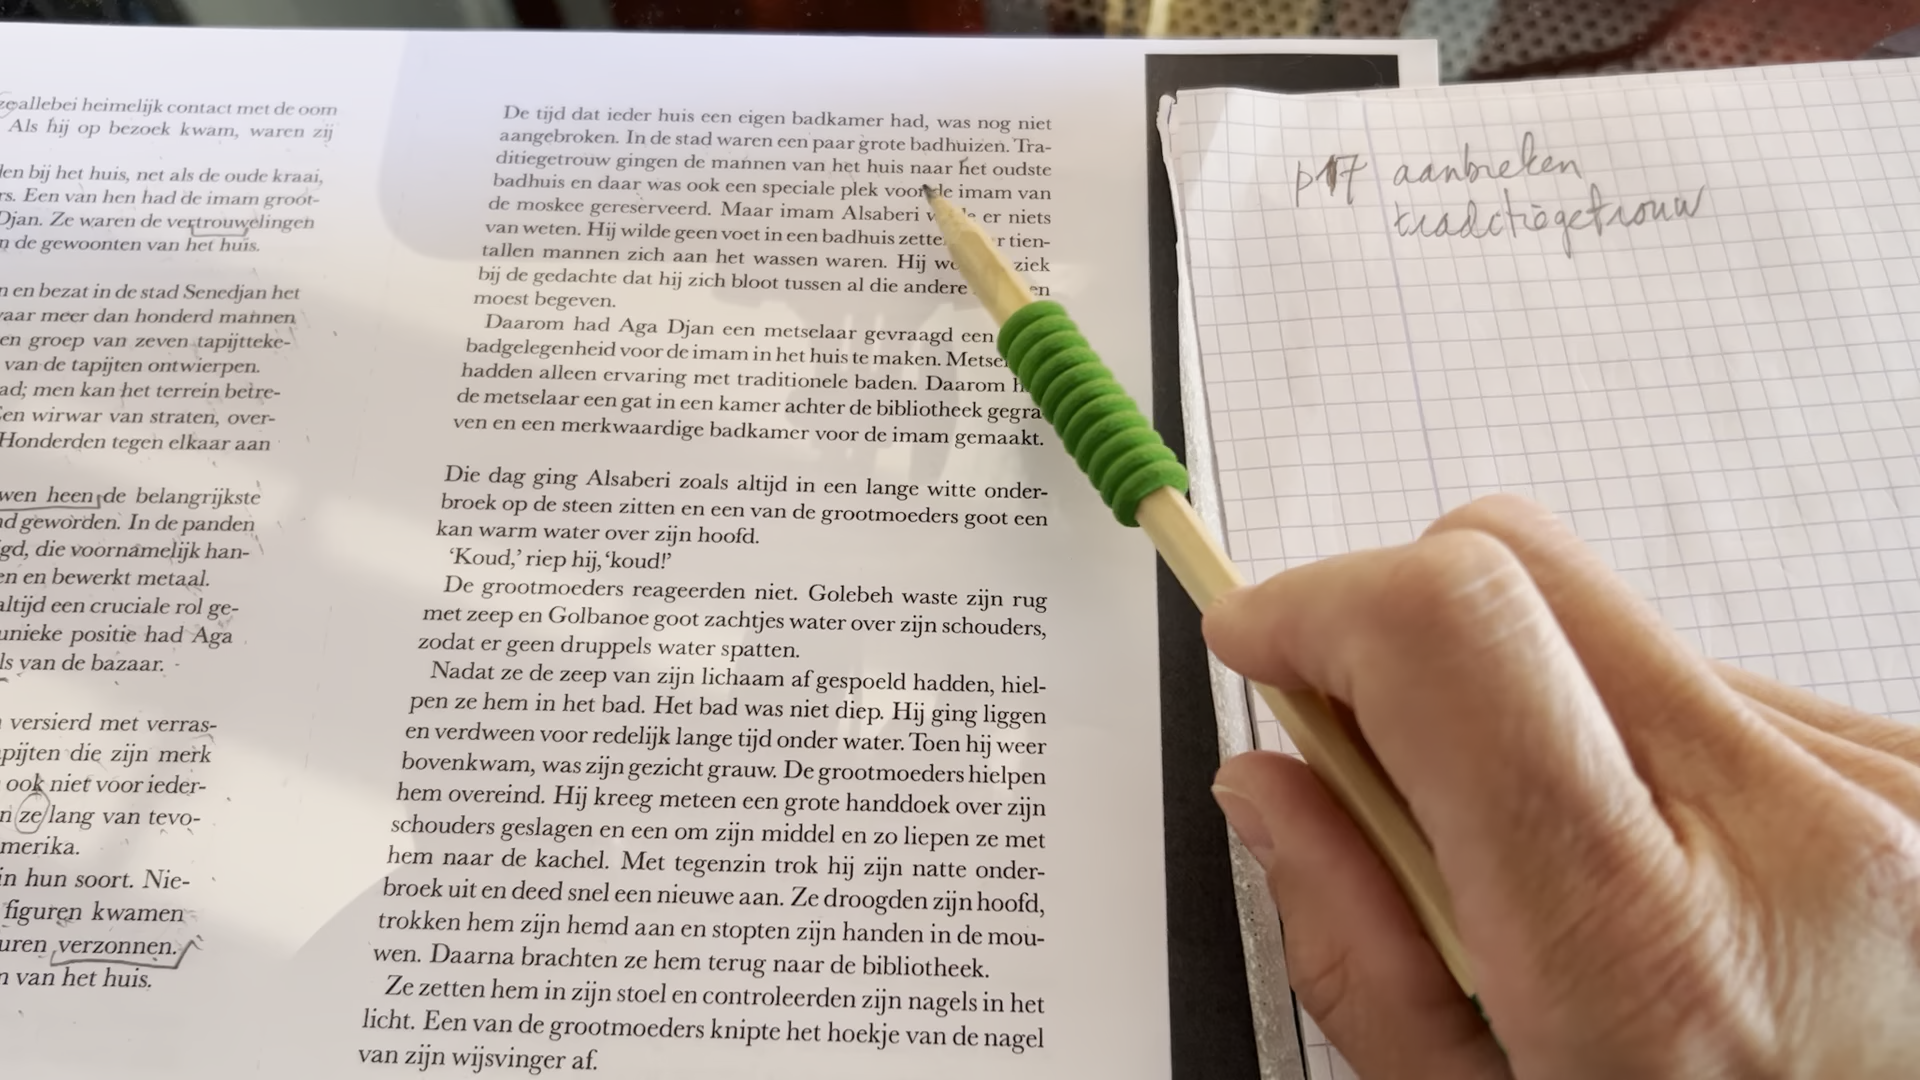 allebei heimelijk contact met de oom
Als hij op bezoek kwam, waren zij
bij het huis, net als de oude kraai,
Een van hen had de imam groot-
Djan. Ze waren de vertrouwelingen
de gewoonten van het huis.
en bezat in de stad Senedjan het
meer dan honderd mannen
groep van zeven tapijtteke-
van de tapijten ontwierpen.
men kan het terrein betre-
wirwar van straten, over-
Honderden tegen elkaar aan
heen de belangrijkste
geworden. In de panden
die voornamelijk han-
en bewerkt metaal.
altijd een cruciale rol ge-
unieke positie had Aga
van de bazaar.
versierd met verras-
die zijn merk
ook niet voor ieder-
ze lang van tevo-
in hun soort. Nie-
figuren kwamen
verzonnen.
van het huis.
De tijd dat ieder huis een eigen badkamer had, was nog niet
aangebroken. In de stad waren een paar grote badhuizen. Tra-
ditiegetrouw gingen de mannen van het huis naar het oudste
badhuis en daar was ook een speciale plek voor de imam van
de moskee gereserveerd. Maar imam Alsaberi er niets
van weten. Hij wilde geen voet in een badhuis tien-
tallen mannen zich aan het wassen waren. Hij ziek
bij de gedachte dat hij zich bloot tussen al die andere
moest begeven.
Daarom had Aga Djan een metselaar gevraagd een
badgelegenheid voor de imam in het huis te maken.
hadden alleen ervaring met traditionele baden. Daarom
de metselaar een gat in een kamer achter de bibliotheek gegra
ven en een merkwaardige badkamer voor de imam gemaakt.
Die dag ging Alsaberi zoals altijd in een lange witte onder-
broek op de steen zitten en een van de grootmoeders goot een
kan warm water over zijn hoofd.
‘Koud,’ riep hij, ‘koud!’
De grootmoeders reageerden niet. Golebeh waste zijn rug
met zeep en Golbanoe goot zachtjes water over zijn schouders,
zodat er geen druppels water spatten.
Nadat ze de zeep van zijn lichaam af gespoeld hadden, hiel-
pen ze hem in het bad. Het bad was niet diep. Hij ging liggen
en verdween voor redelijk lange tijd onder water. Toen hij weer
bovenkwam, was zijn gezicht grauw. De grootmoeders hielpen
hem overeind. Hij kreeg meteen een grote handdoek over zijn
schouders geslagen en een om zijn middel en zo liepen ze met
hem naar de kachel. Met tegenzin trok hij zijn natte onder-
broek uit en deed snel een nieuwe aan. Ze droogden zijn hoofd,
trokken hem zijn hemd aan en stopten zijn handen in de mou-
wen. Daarna brachten ze hem terug naar de bibliotheek.
Ze zetten hem in zijn stoel en controleerden zijn nagels in het
licht. Een van de grootmoeders knipte het hoekje van de nagel
van zijn wijsvinger af.
p17 aanbreken
traditiegetrouw